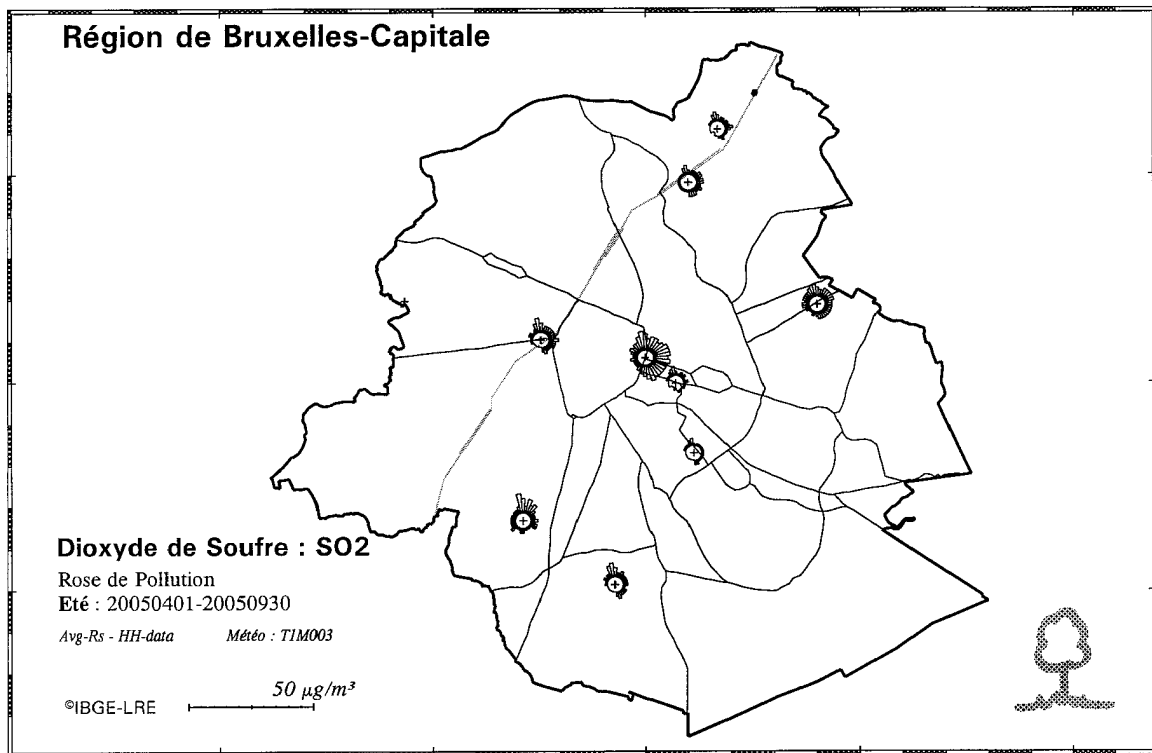 Région de Bruxelles-Capitale
Dioxyde de Soufre : SO2
Rose de Pollution
Eté : 20050401-20050930
Avg-Rs - HH-data Météo : T1M003
50 µg/m³
©IBGE-LRE